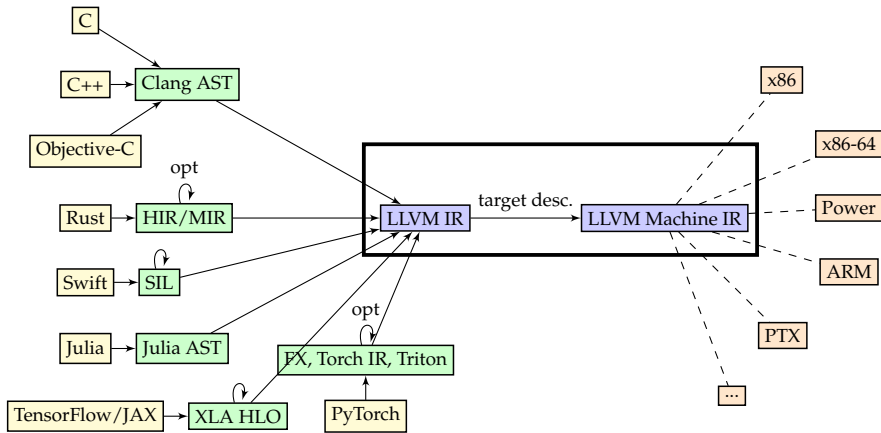 C
x86
C++
Clang AST
Objective-C
x86-64
opt
target desc.
Rust
HIR/MIR
LLVM IR
LLVM Machine IR
Power
Swift
SIL
ARM
opt
Julia
Julia AST
FX, Torch IR, Triton
PTX
...
TensorFlow/JAX
XLA HLO
PyTorch